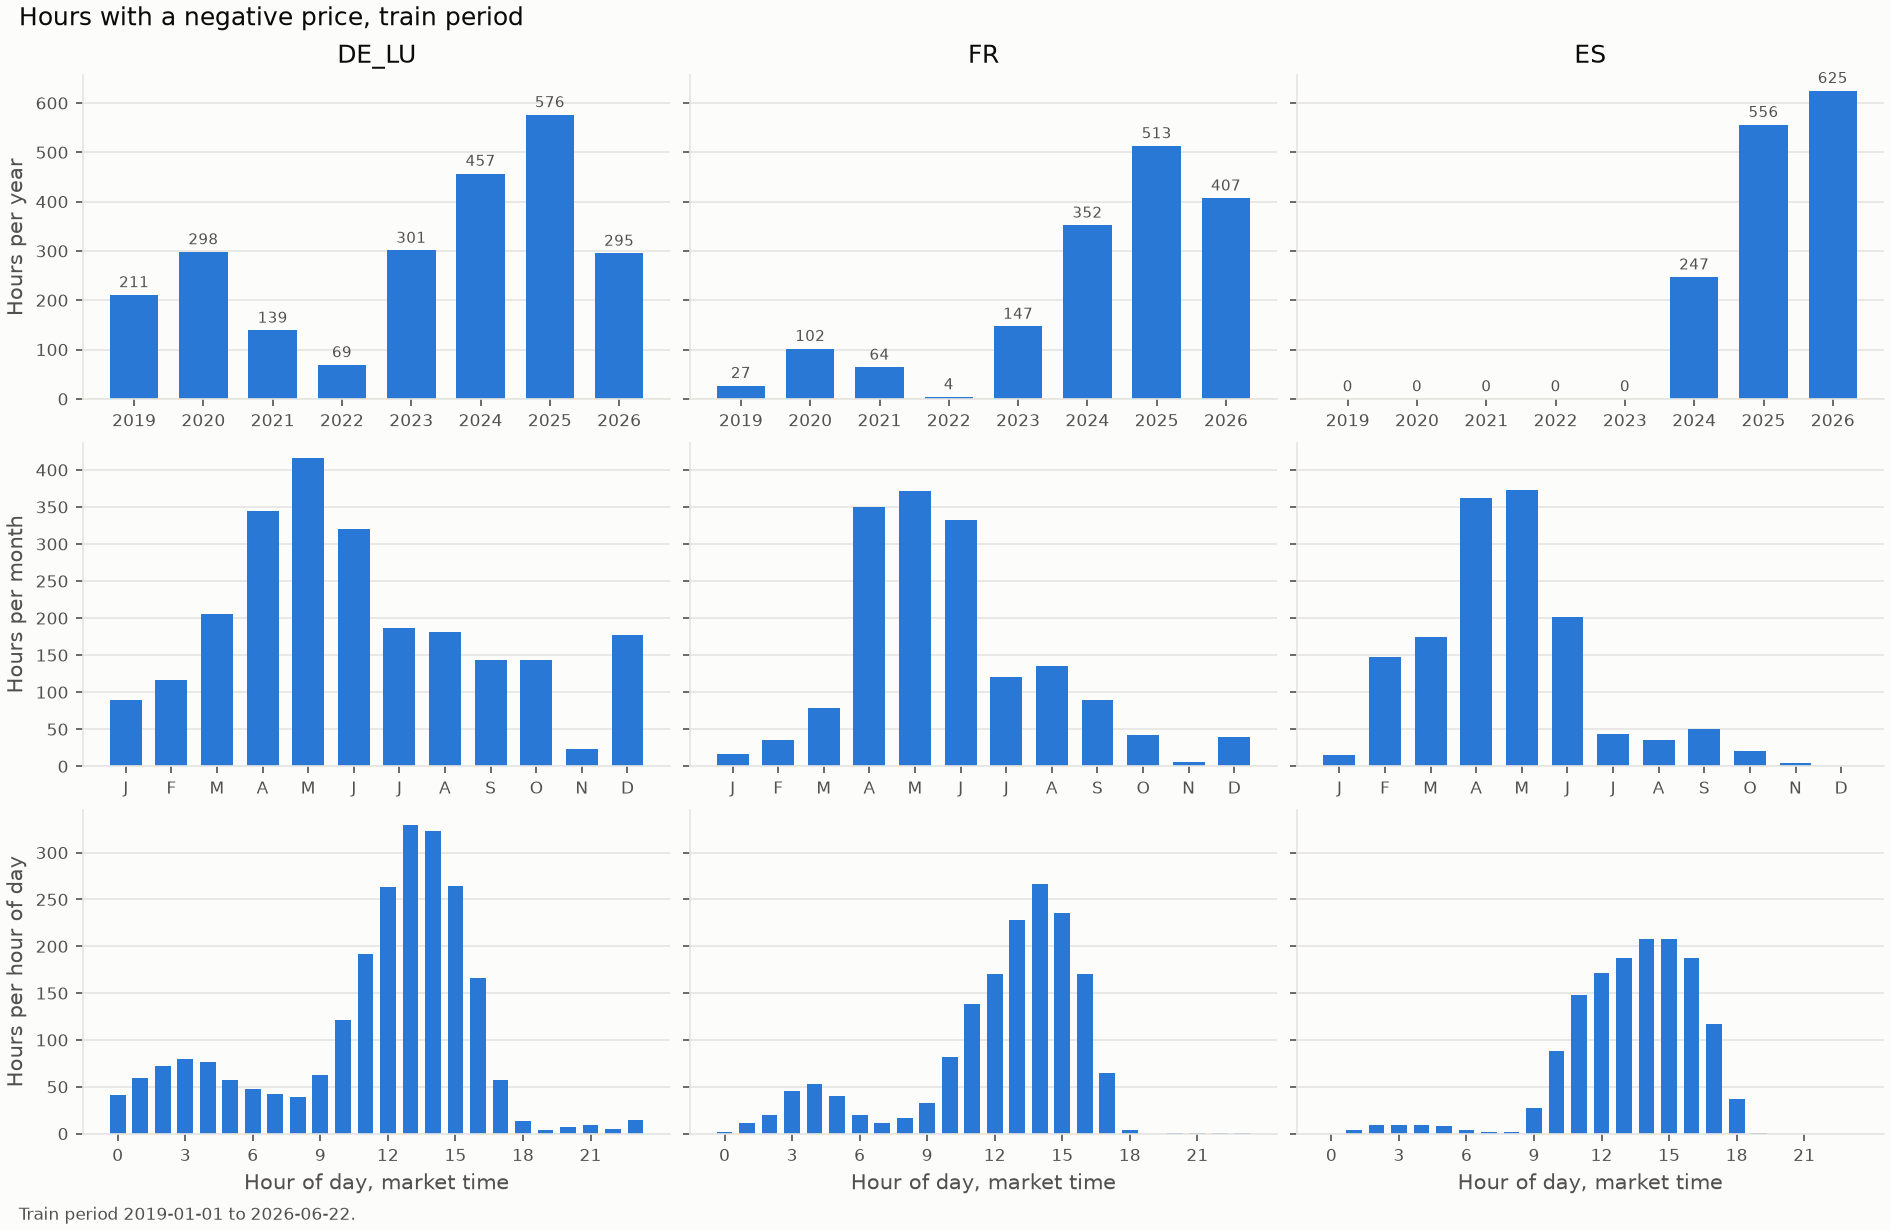 Hours with a negative price, train period
DE_LU
FR
ES
Hours per year
600
500
400
300
200
100
0
211
298
139
69
301
457
576
295
2019 2020 2021 2022 2023 2024 2025 2026
27
102
64
4
147
352
513
407
2019 2020 2021 2022 2023 2024 2025 2026
0
0
0
0
0
247
556
625
2019 2020 2021 2022 2023 2024 2025 2026
Hours per month
400
350
300
250
200
150
100
50
0
J F M A M J J A S O N D
J F M A M J J A S O N D
J F M A M J J A S O N D
Hours per hour of day
300
250
200
150
100
50
0
0 3 6 9 12 15 18 21
0 3 6 9 12 15 18 21
0 3 6 9 12 15 18 21
Hour of day, market time
Hour of day, market time
Hour of day, market time
Train period 2019-01-01 to 2026-06-22.